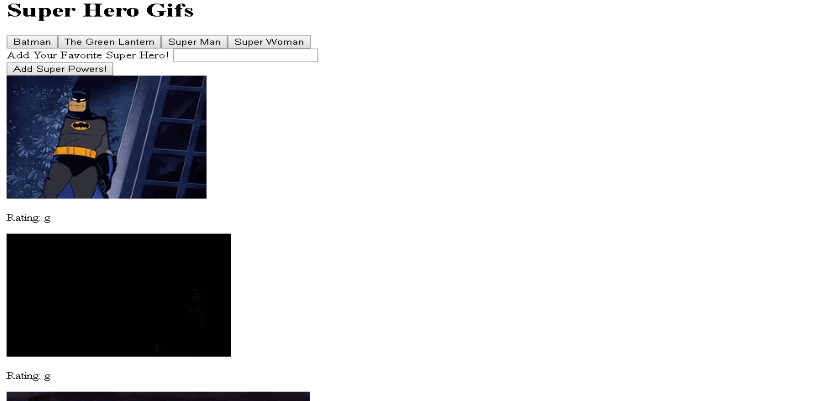 Super Hero Gifs
Batman The Green Lantern Super Man Super Woman
Add Your Favorite Super Hero!
Add Super Powers!
Rating: g
Rating: g